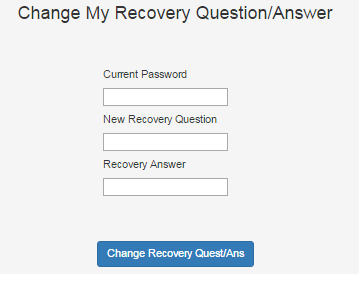 Change My Recovery Question/Answer
Current Password
New Recovery Question
Recovery Answer
Change Recovery Quest/Ans